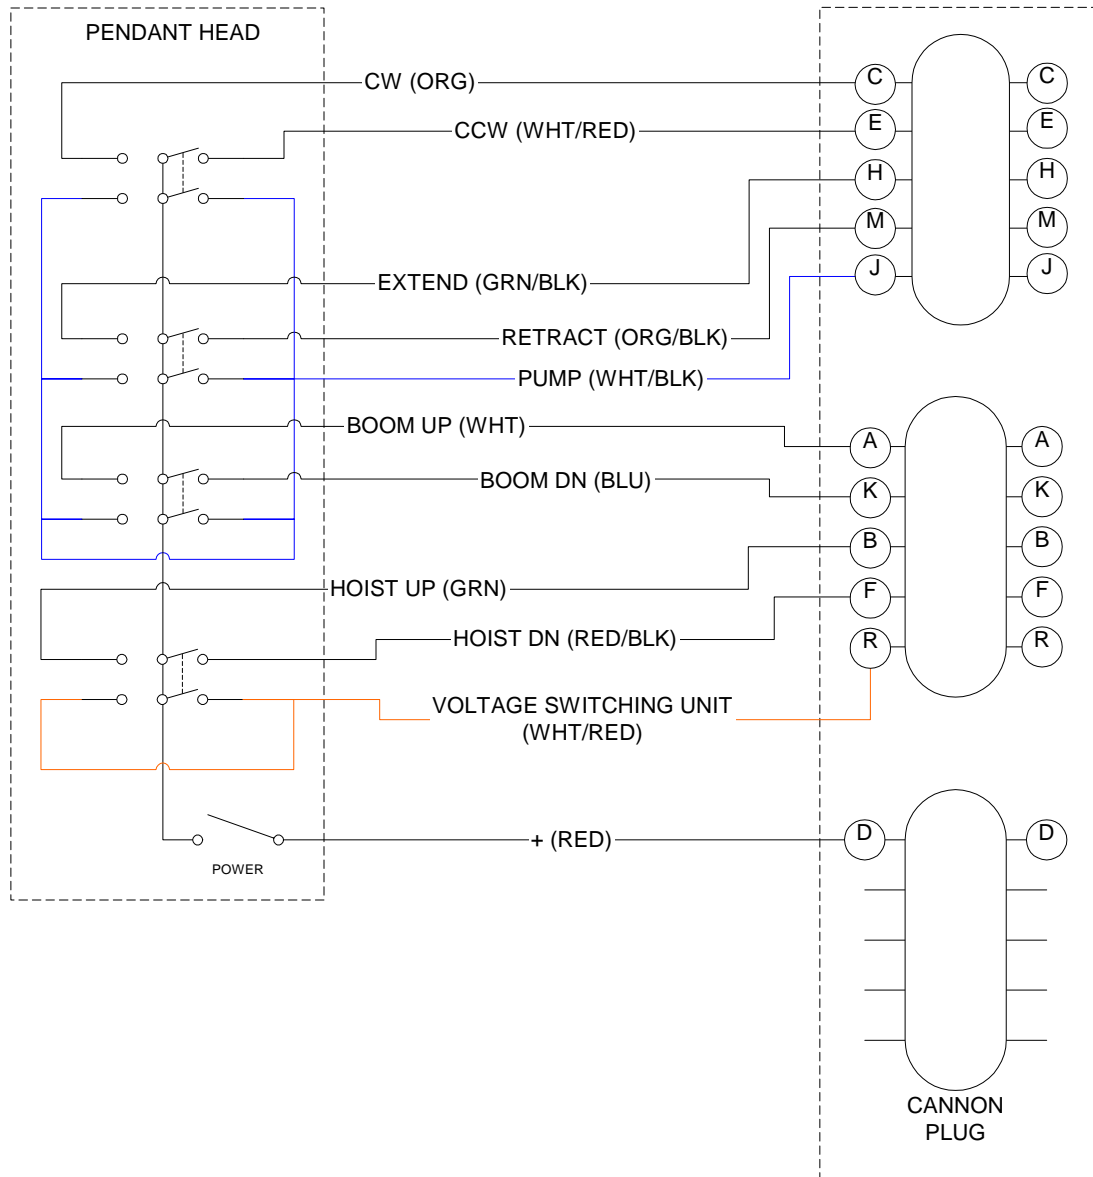 PENDANT HEAD
CW (ORG)
C
C
CCW (WHT/RED)
E
E
H
H
M
M
EXTEND (GRN/BLK)
J
J
RETRACT (ORG/BLK)
PUMP (WHT/BLK)
BOOM UP (WHT)
A
A
BOOM DN (BLU)
K
K
B
B
HOIST UP (GRN)
F
F
HOIST DN (RED/BLK)
R
R
VOLTAGE SWITCHING UNIT
(WHT/RED)
+ (RED)
D
D
POWER
CANNON
PLUG